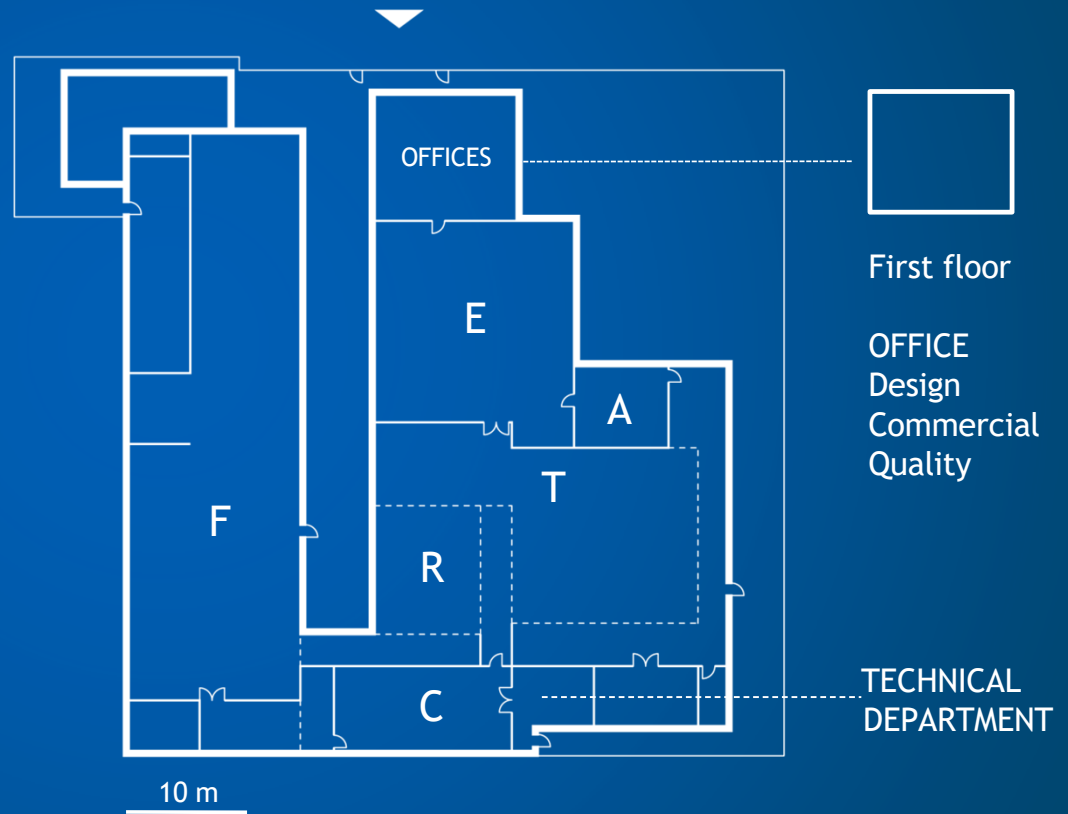 OFFICES
First floor
E
OFFICE
Design
A
Commercial
Quality
T
F
R
TECHNICAL
C
DEPARTMENT
10 m